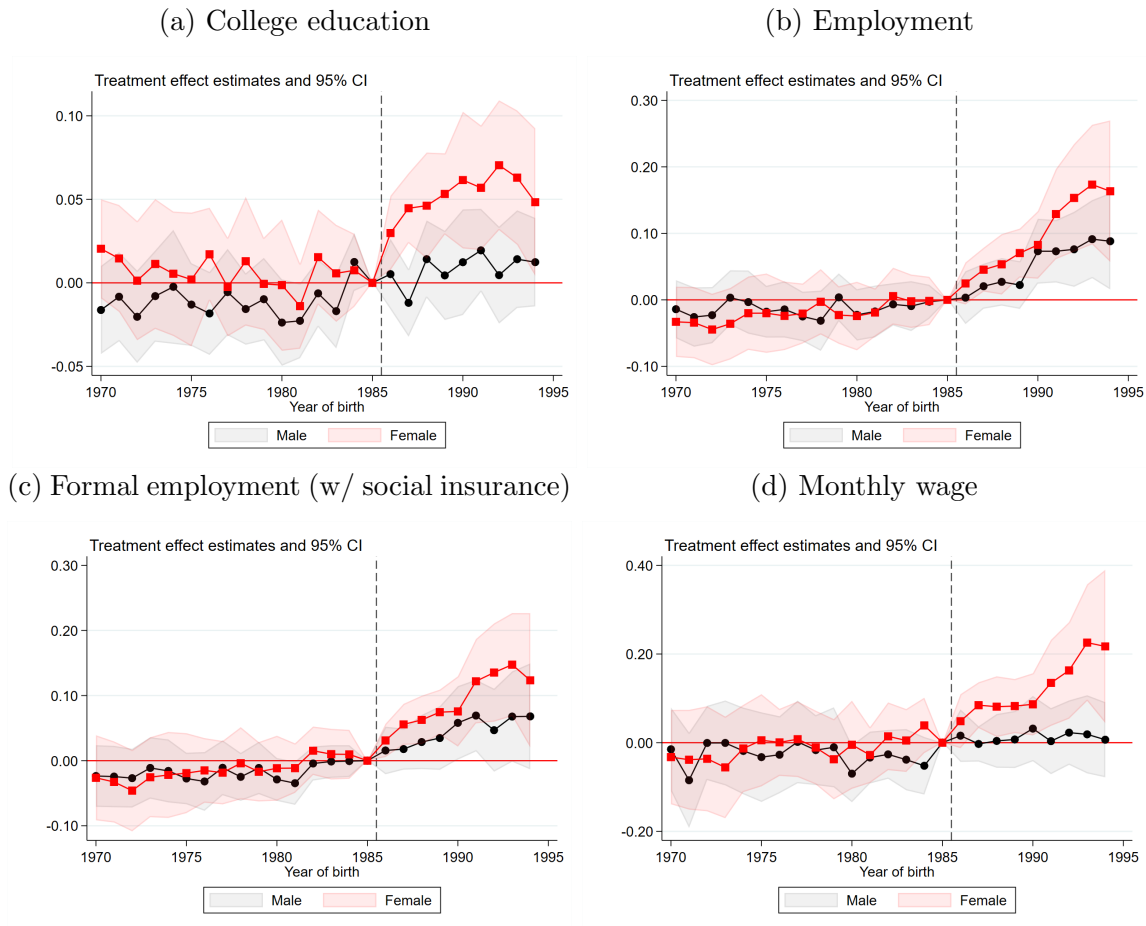 (a) College education
Treatment effect estimates and 95% CI
0.10
0.05
0.00
-0.05
1970 1975 1980 1985 1990 1995
Year of birth
Male Female
(b) Employment
Treatment effect estimates and 95% CI
0.30
0.20
0.10
0.00
-0.10
1970 1975 1980 1985 1990 1995
Year of birth
Male Female
(c) Formal employment (w/ social insurance)
Treatment effect estimates and 95% CI
0.30
0.20
0.10
0.00
-0.10
1970 1975 1980 1985 1990 1995
Year of birth
Male Female
(d) Monthly wage
Treatment effect estimates and 95% CI
0.40
0.20
0.00
-0.20
1970 1975 1980 1985 1990 1995
Year of birth
Male Female